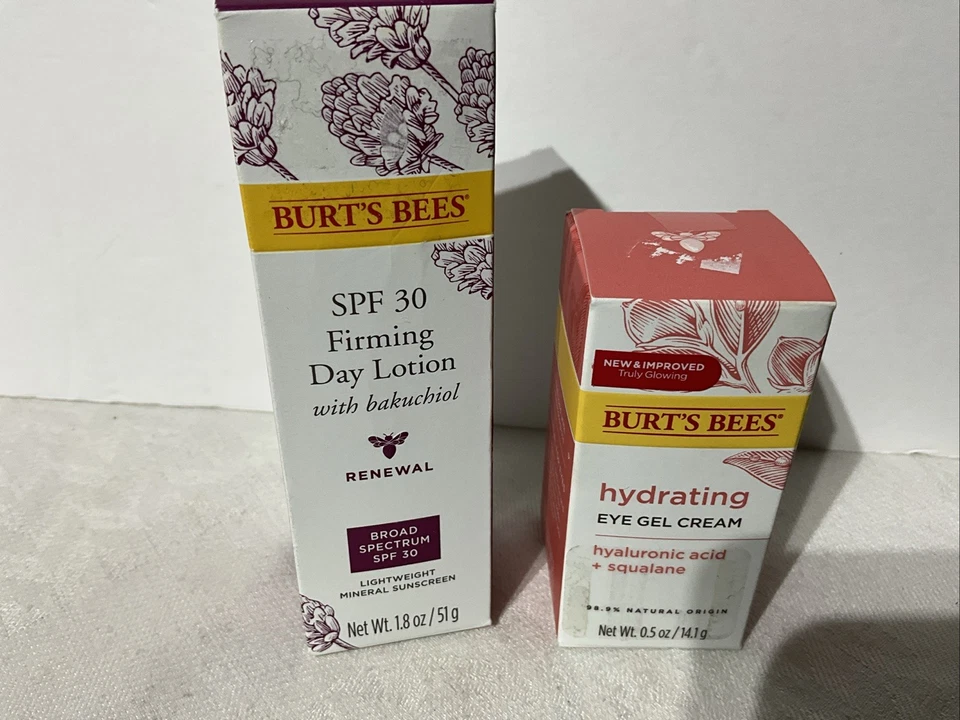 BURT'S BEES®
SPF 30
Firming
Day Lotion
with bakuchiol
RENEWAL
BROAD
SPECTRUM
SPF 30
LIGHTWEIGHT
MINERAL SUNSCREEN
Net Wt. 1.8 oz / 51 g
NEW & IMPROVED
Truly Glowing
BURT'S BEES®
hydrating
EYE GEL CREAM
hyaluronic acid
+ squalane
98.9% NATURAL ORIGIN
Net Wt. 0.5 oz / 14.1 g